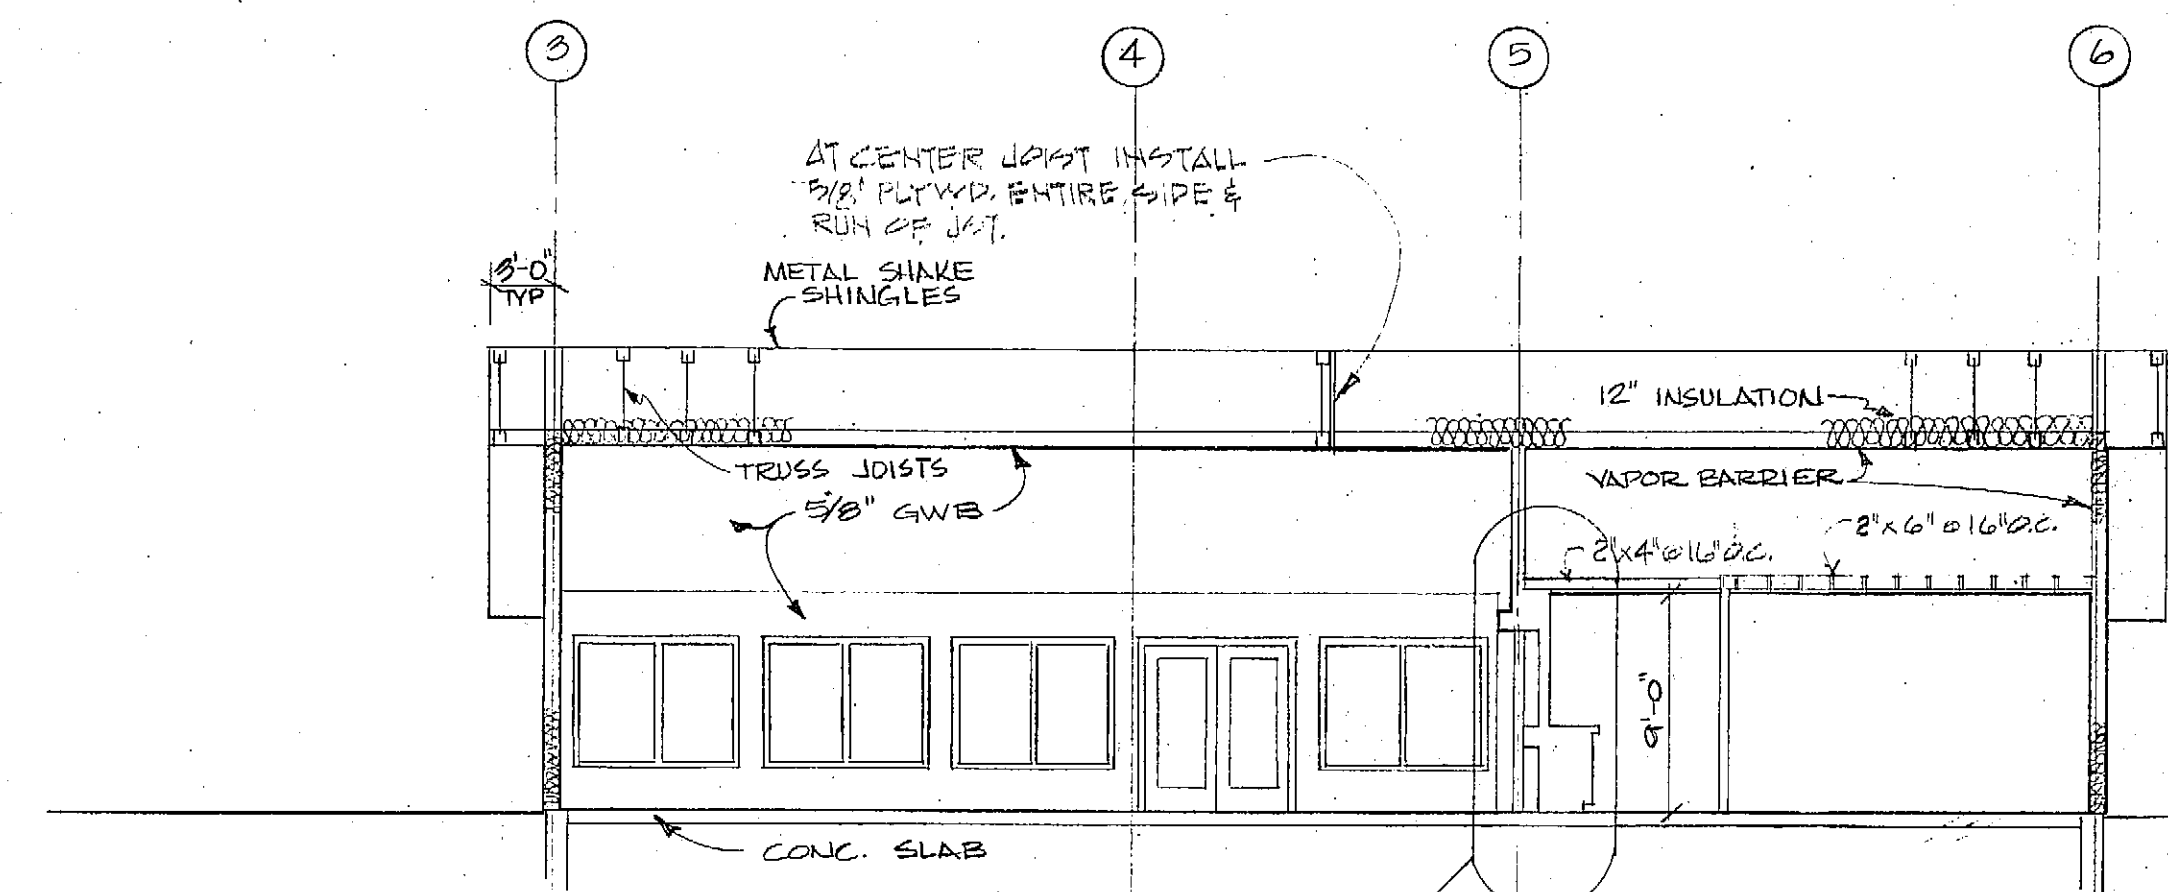 3
4
5
6
AT CENTER JOIST INSTALL
5/8" PLYWD. ENTIRE SIDE &
RUN OF JST.
3'-0"
TYP
METAL SHAKE
SHINGLES
12" INSULATION
TRUSS JOISTS
5/8" GWB
VAPOR BARRIER
2"x6"@16"O.C.
2"x4"@16"O.C.
9'-0"
CONC. SLAB